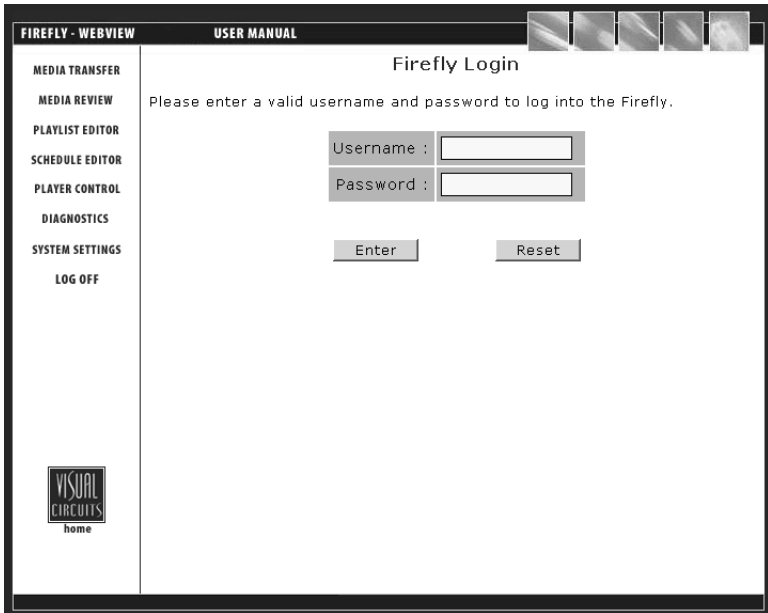 FIREFLY - WEBVIEW
USER MANUAL
MEDIA TRANSFER
MEDIA REVIEW
PLAYLIST EDITOR
SCHEDULE EDITOR
PLAYER CONTROL
DIAGNOSTICS
SYSTEM SETTINGS
LOG OFF
VISUAL
CIRCUITS
home
Firefly Login
Please enter a valid username and password to log into the Firefly.
Username :
Password :
Enter
Reset